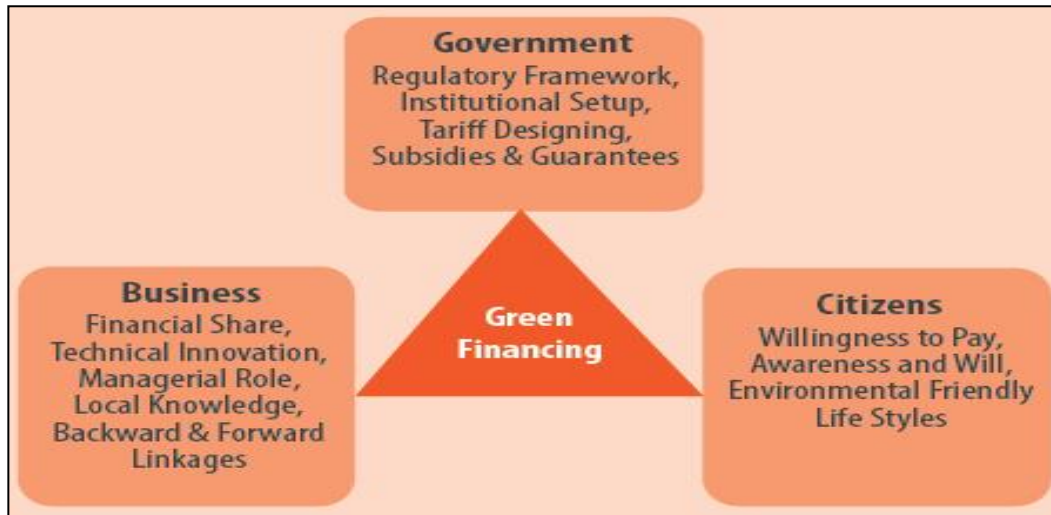 Government
Regulatory Framework,
Institutional Setup,
Tariff Designing,
Subsidies & Guarantees
Business
Financial Share,
Technical Innovation,
Managerial Role,
Local Knowledge,
Backward & Forward
Linkages
Green
Financing
Citizens
Willingness to Pay,
Awareness and Will,
Environmental Friendly
Life Styles